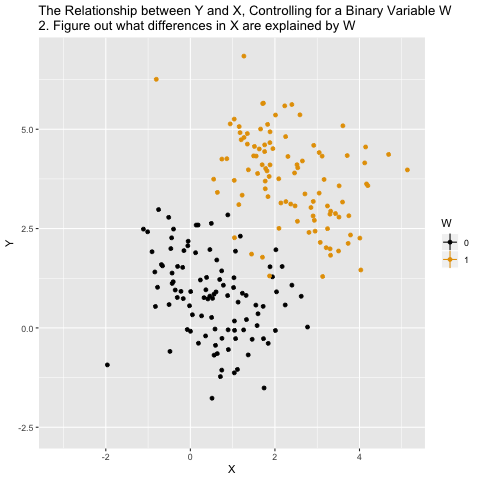 The Relationship between Y and X, Controlling for a Binary Variable W
2. Figure out what differences in X are explained by W
5.0
2.5
0.0
-2.5
-2
0
2
4
X
Y
W
0
1